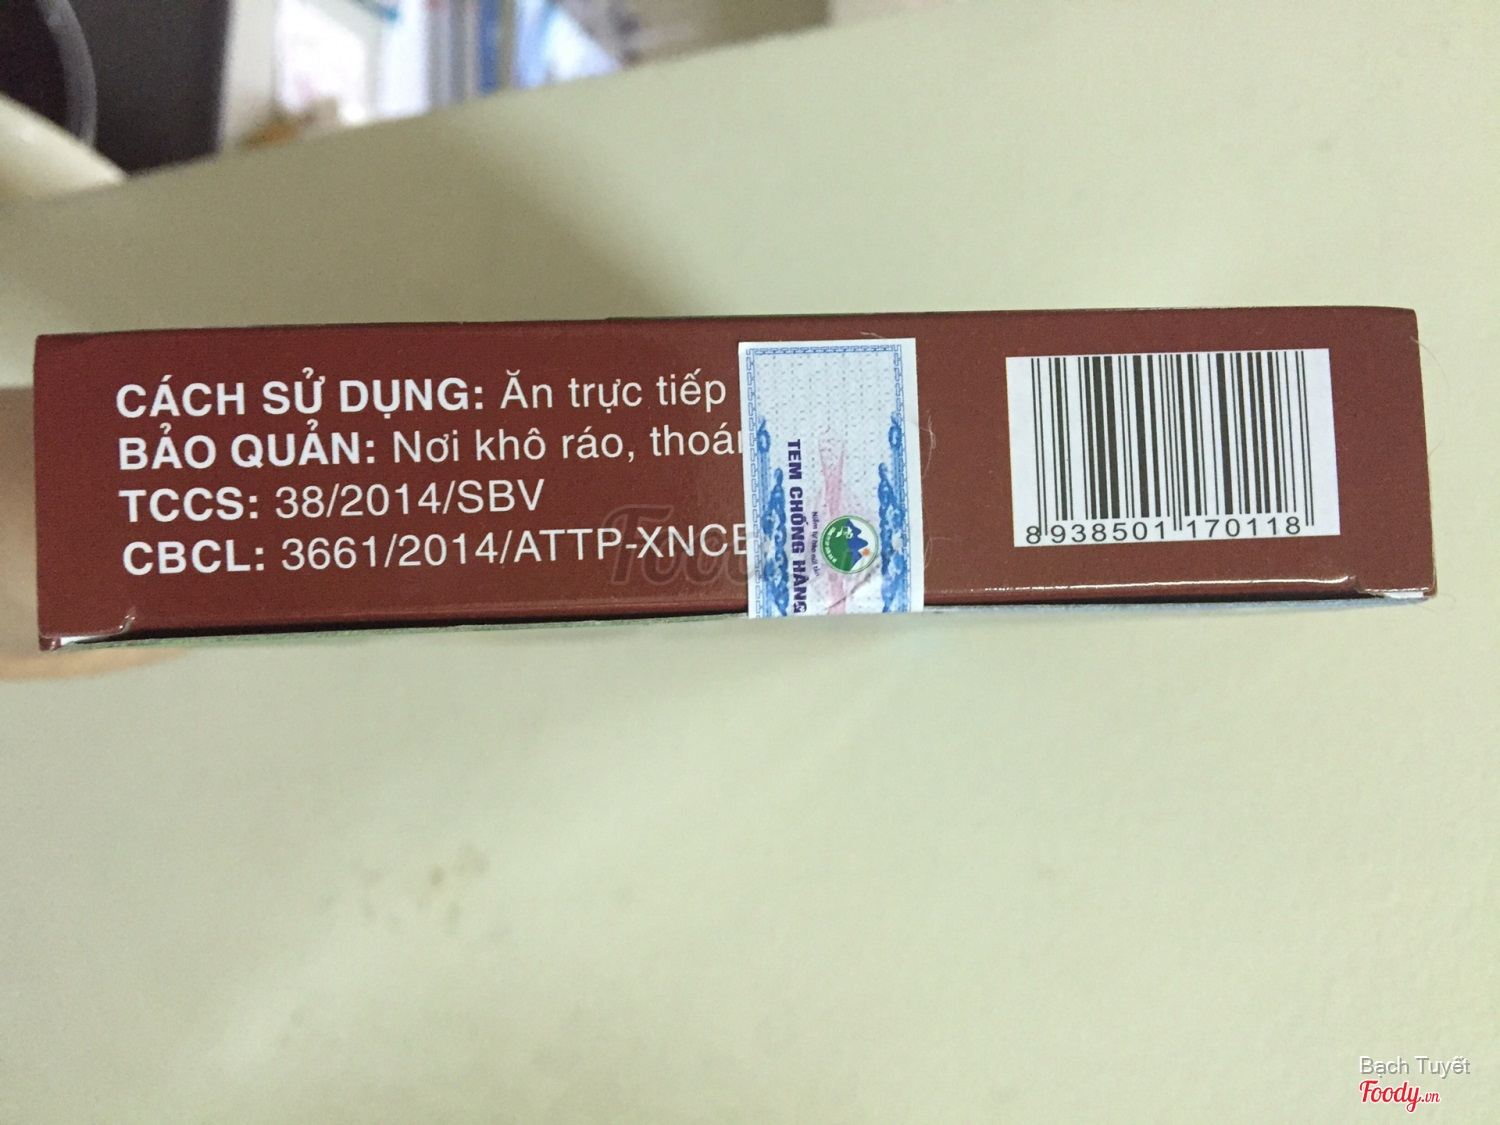 CÁCH SỬ DỤNG: Ăn trực tiếp
BẢO QUẢN: Nơi khô ráo,
TCCS: 38/2014/SBV
CBCL: 3661/2014/ATTP-XNCB
TEM CHỐNG HÀNG
8 938501 170118
Foody
Bạch Tuyết
Foody.vn